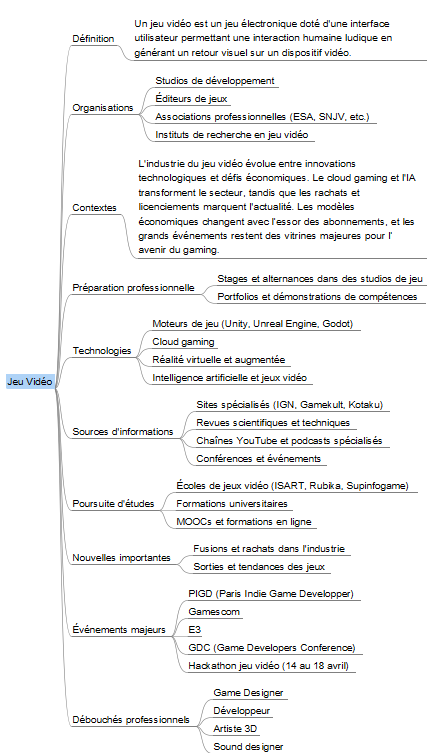 Jeu Vidéo
Définition
Un jeu vidéo est un jeu électronique doté d'une interface
utilisateur permettant une interaction humaine ludique en
générant un retour visuel sur un dispositif vidéo.
Organisations
Studios de développement
Éditeurs de jeux
Associations professionnelles (ESA, SNJV, etc.)
Instituts de recherche en jeu vidéo
Contextes
L'industrie du jeu vidéo évolue entre innovations
technologiques et défis économiques. Le cloud gaming et l'IA
transforment le secteur, tandis que les rachats et
licenciements marquent l'actualité. Les modèles
économiques changent avec l'essor des abonnements, et les
grands événements restent des vitrines majeures pour l'
avenir du gaming.
Préparation professionnelle
Stages et alternances dans des studios de jeu
Portfolios et démonstrations de compétences
Technologies
Moteurs de jeu (Unity, Unreal Engine, Godot)
Cloud gaming
Réalité virtuelle et augmentée
Intelligence artificielle et jeux vidéo
Sources d'informations
Sites spécialisés (IGN, Gamekult, Kotaku)
Revues scientifiques et techniques
Chaînes YouTube et podcasts spécialisés
Conférences et événements
Poursuite d'études
Écoles de jeux vidéo (ISART, Rubika, Supinfogame)
Formations universitaires
MOOCs et formations en ligne
Nouvelles importantes
Fusions et rachats dans l'industrie
Sorties et tendances des jeux
Événements majeurs
PIGD (Paris Indie Game Developper)
Gamescom
E3
GDC (Game Developers Conference)
Hackathon jeu vidéo (14 au 18 avril)
Débouchés professionnels
Game Designer
Développeur
Artiste 3D
Sound designer